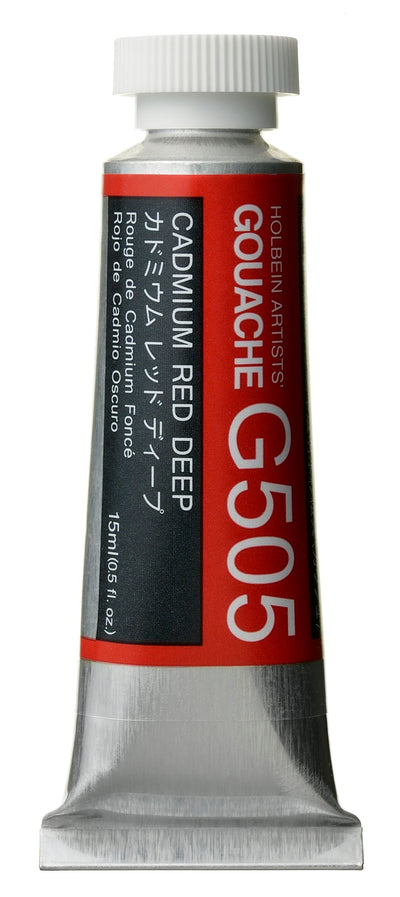 HOLBEIN ARTISTS'
GOUACHE G505
CADMIUM RED DEEP
カドミウム レッド ディープ
Rouge de Cadmium Foncé
Rojo de Cadmio Oscuro
15ml(0.5 fl. oz.)